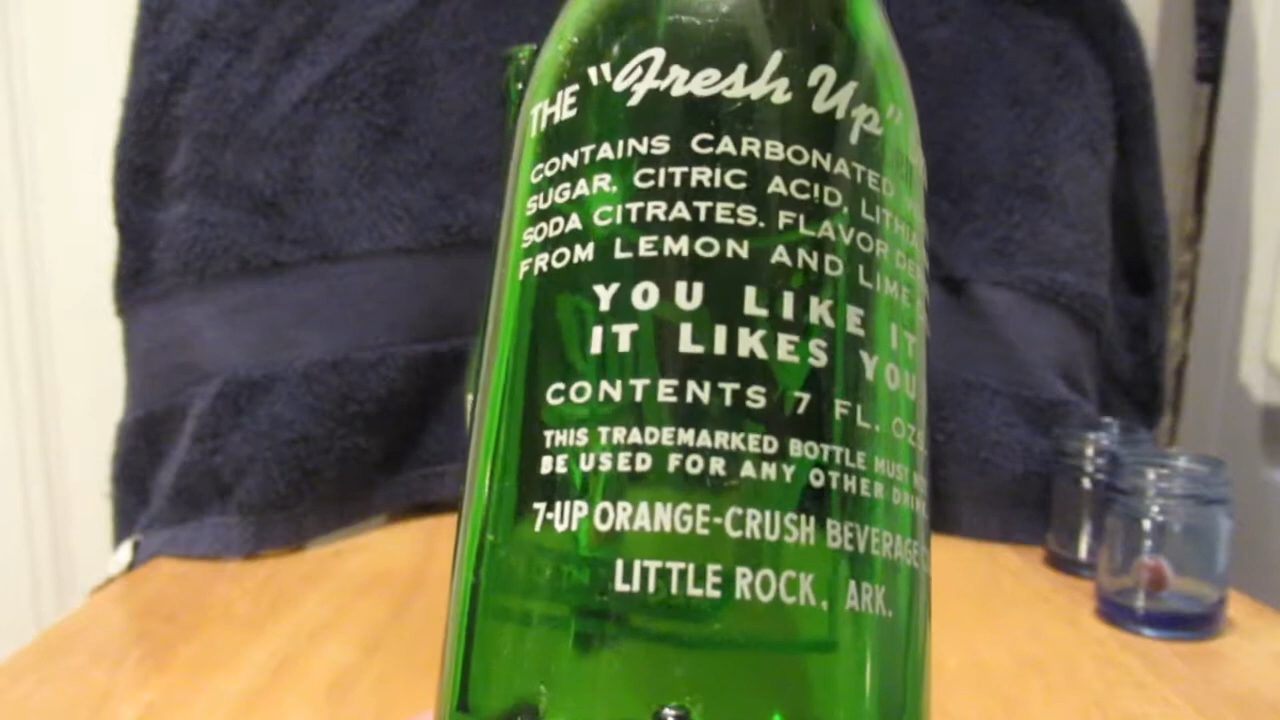 THE "Fresh Up"
CONTAINS CARBONATED
SUGAR, CITRIC ACID, LITHIA
SODA CITRATES. FLAVOR
FROM LEMON AND LIME
YOU LIKE IT
IT LIKES YOU
CONTENTS 7 FL. OZS.
THIS TRADEMARKED BOTTLE MUST
BE USED FOR ANY OTHER
7-UP ORANGE-CRUSH BEVERAGE
LITTLE ROCK, ARK.